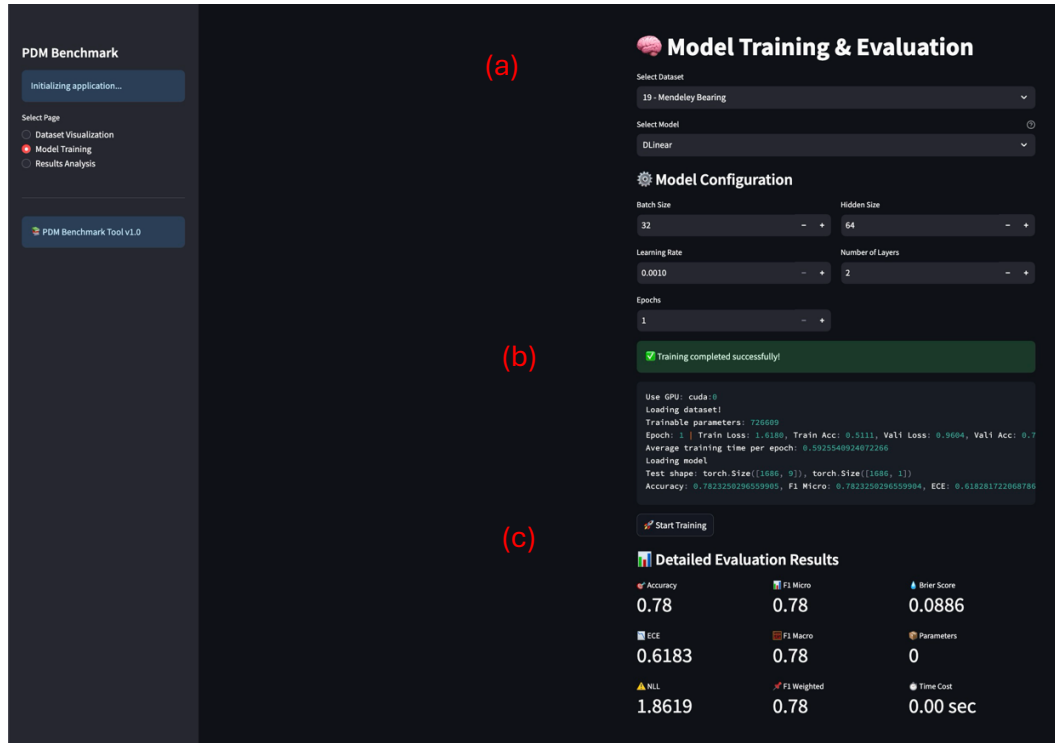 PDM Benchmark
Initializing application...
Select Page
Dataset Visualization
Model Training
Results Analysis
PDM Benchmark Tool v1.0
(a)
Model Training & Evaluation
Select Dataset
19 - Mendeley Bearing
Select Model
DLinear
Model Configuration
Batch Size Hidden Size
32 - + 64 - +
Learning Rate Number of Layers
0.0010 - + 2 - +
Epochs
1 - +
(b)
Training completed successfully!
Use GPU: cuda:0
Loading dataset!
Trainable parameters: 726609
Epoch: 1 | Train Loss: 1.6180, Train Acc: 0.5111, Vali Loss: 0.9604, Vali Acc: 0.7
Average training time per epoch: 0.5925540924072266
Loading model
Test shape: torch.Size([1686, 9]), torch.Size([1686, 1])
Accuracy: 0.7823250296559905, F1 Micro: 0.7823250296559904, ECE: 0.618281722068786
Start Training
(c)
Detailed Evaluation Results
Accuracy F1 Micro Brier Score
0.78 0.78 0.0886
ECE F1 Macro Parameters
0.6183 0.78 0
NLL F1 Weighted Time Cost
1.8619 0.78 0.00 sec